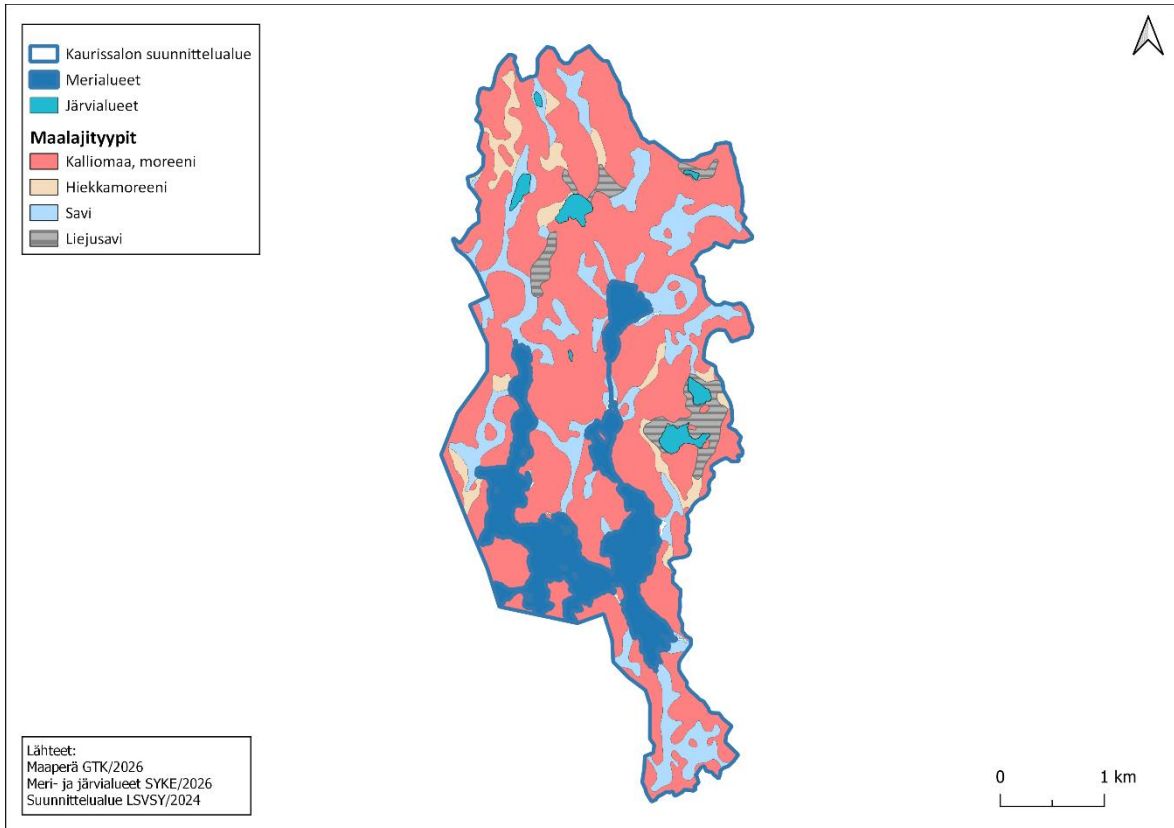 Kaurissalon suunnittelualue
Merialueet
Järvialueet
Maalajityypit
Kalliomaa, moreeni
Hiekkamoreeni
Savi
Liejusavi
Lähteet:
Maaperä GTK/2026
Meri- ja järvialueet SYKE/2026
Suunnittelualue LSVSY/2024
0 1 km